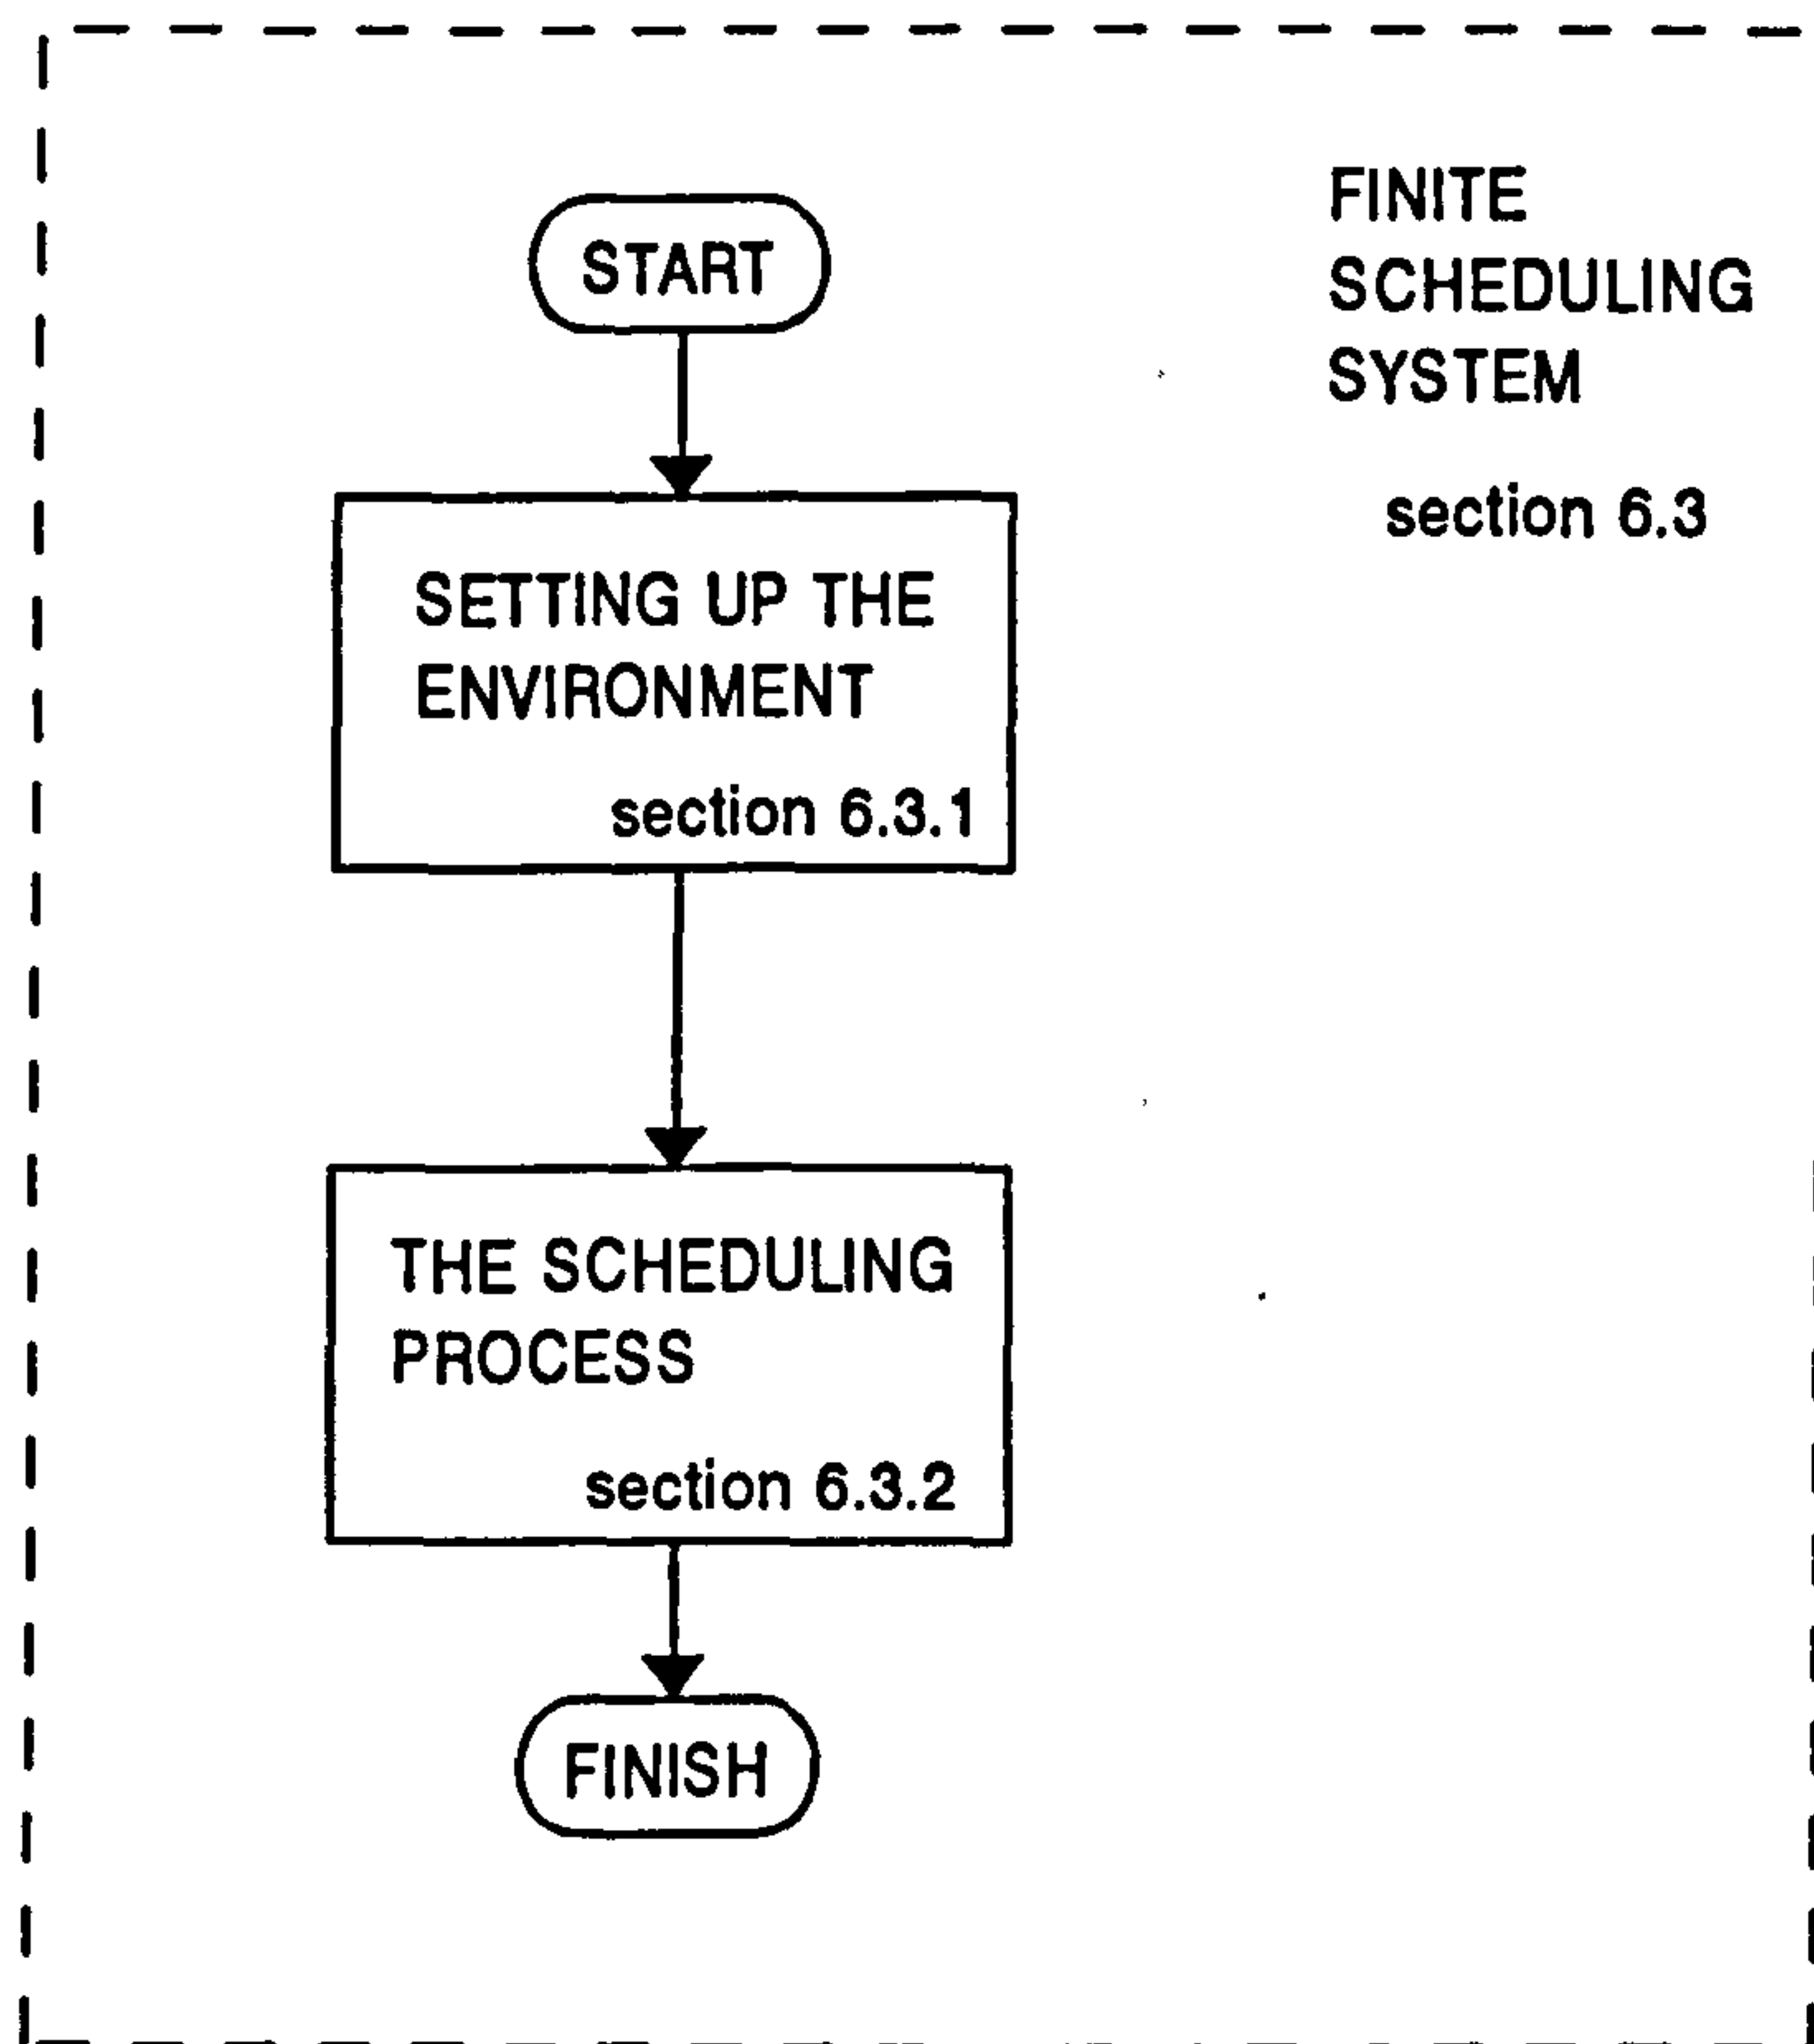 START
FINITE
SCHEDULING
SYSTEM
section 6.3
SETTING UP THE
ENVIRONMENT
section 6.3.1
THE SCHEDULING
PROCESS
section 6.3.2
FINISH